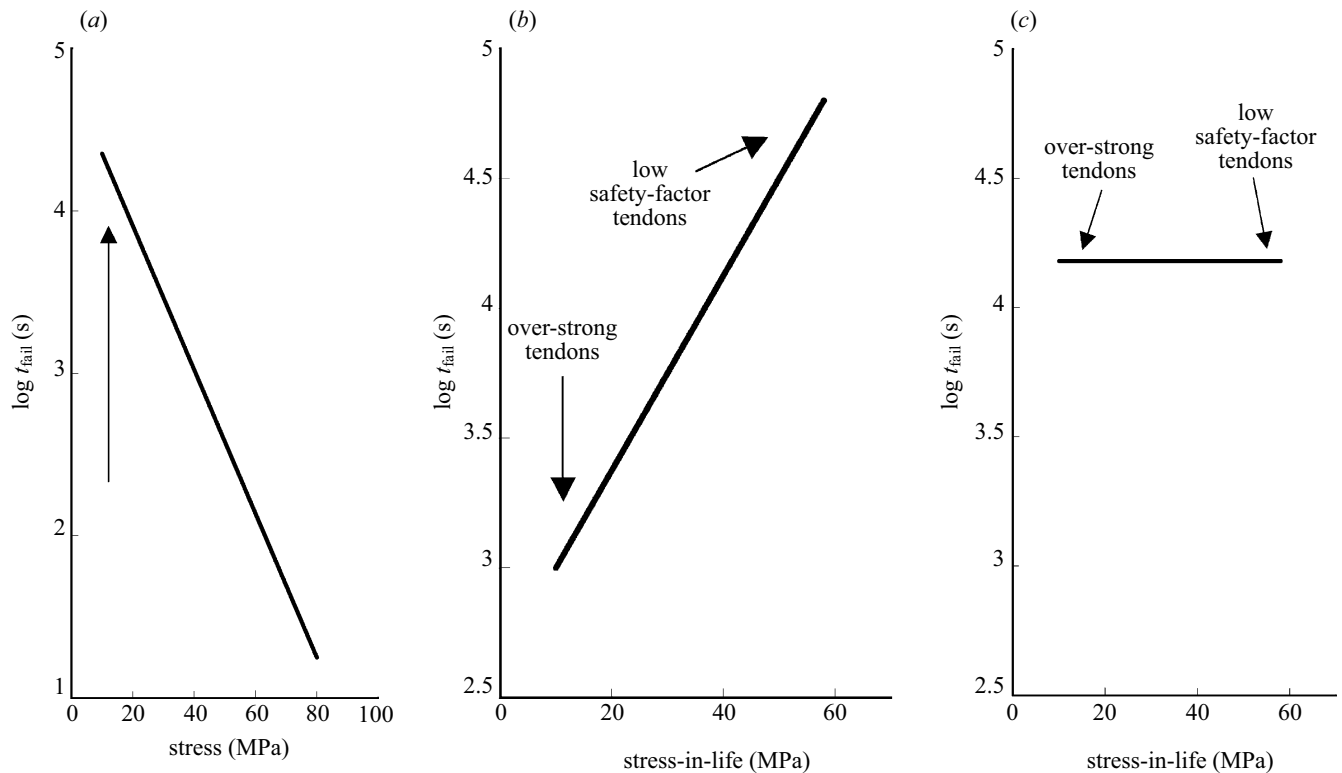 (a)
5
4
3
2
1
log tfail (s)
0
20
40
60
80
100
stress (MPa)
(b)
5
4.5
4
3.5
3
2.5
log tfail (s)
low
safety-factor
tendons
over-strong
tendons
0
20
40
60
stress-in-life (MPa)
(c)
5
4.5
4
3.5
3
2.5
log tfail (s)
over-strong
tendons
low
safety-factor
tendons
0
20
40
60
stress-in-life (MPa)